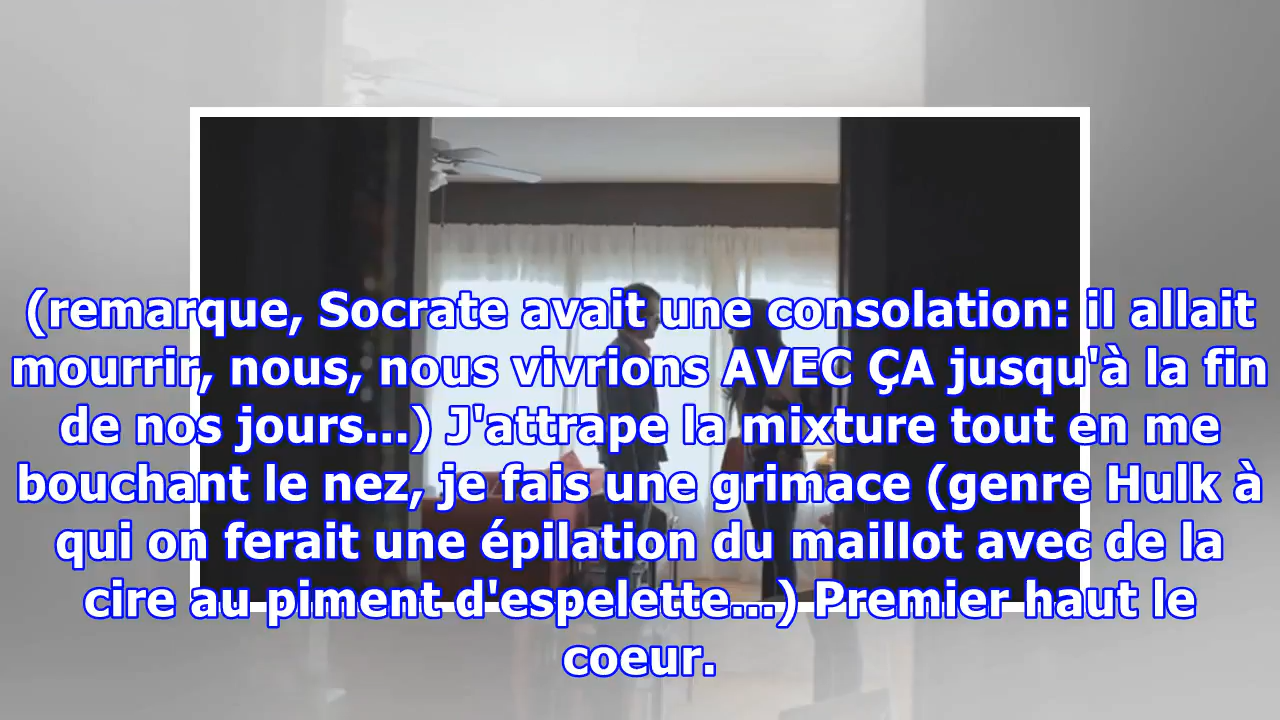 (remarque, Socrate avait une consolation: il allait
mourrir, nous, nous vivrions AVEC ÇA jusqu'à la fin
de nos jours...) J'attrape la mixture tout en me
bouchant le nez, je fais une grimace (genre Hulk à
qui on ferait une épilation du maillot avec de la
cire au piment d'espelette...) Premier haut le
coeur.